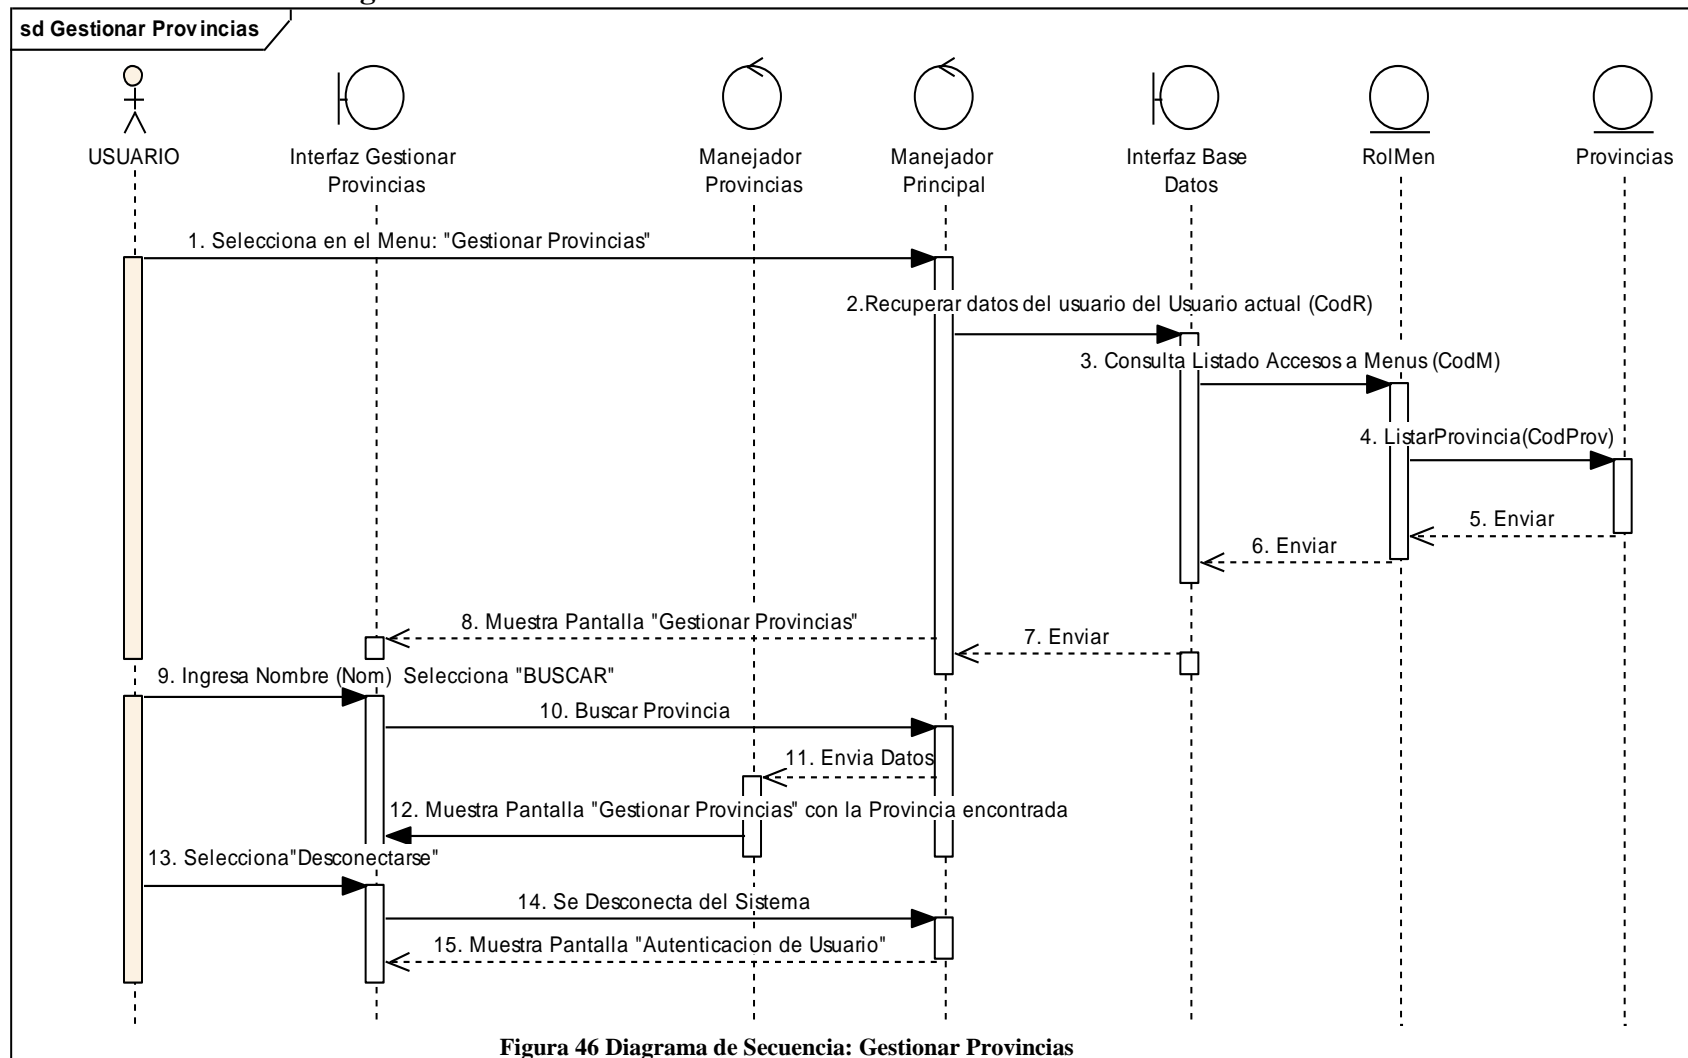 sd Gestionar Provincias
USUARIO
Interfaz Gestionar
Provincias
Manejador
Provincias
Manejador
Principal
Interfaz Base
Datos
RolMen
Provincias
1. Selecciona en el Menu: "Gestionar Provincias"
2.Recuperar datos del usuario del Usuario actual (CodR)
3. Consulta Listado Accesos a Menus (CodM)
4. ListarProvincia(CodProv)
5. Enviar
6. Enviar
7. Enviar
8. Muestra Pantalla "Gestionar Provincias"
9. Ingresa Nombre (Nom)  Selecciona "BUSCAR"
10. Buscar Provincia
11. Envia Datos
12. Muestra Pantalla "Gestionar Provincias" con la Provincia encontrada
13. Selecciona"Desconectarse"
14. Se Desconecta del Sistema
15. Muestra Pantalla "Autenticacion de Usuario"
Figura 46 Diagrama de Secuencia: Gestionar Provincias